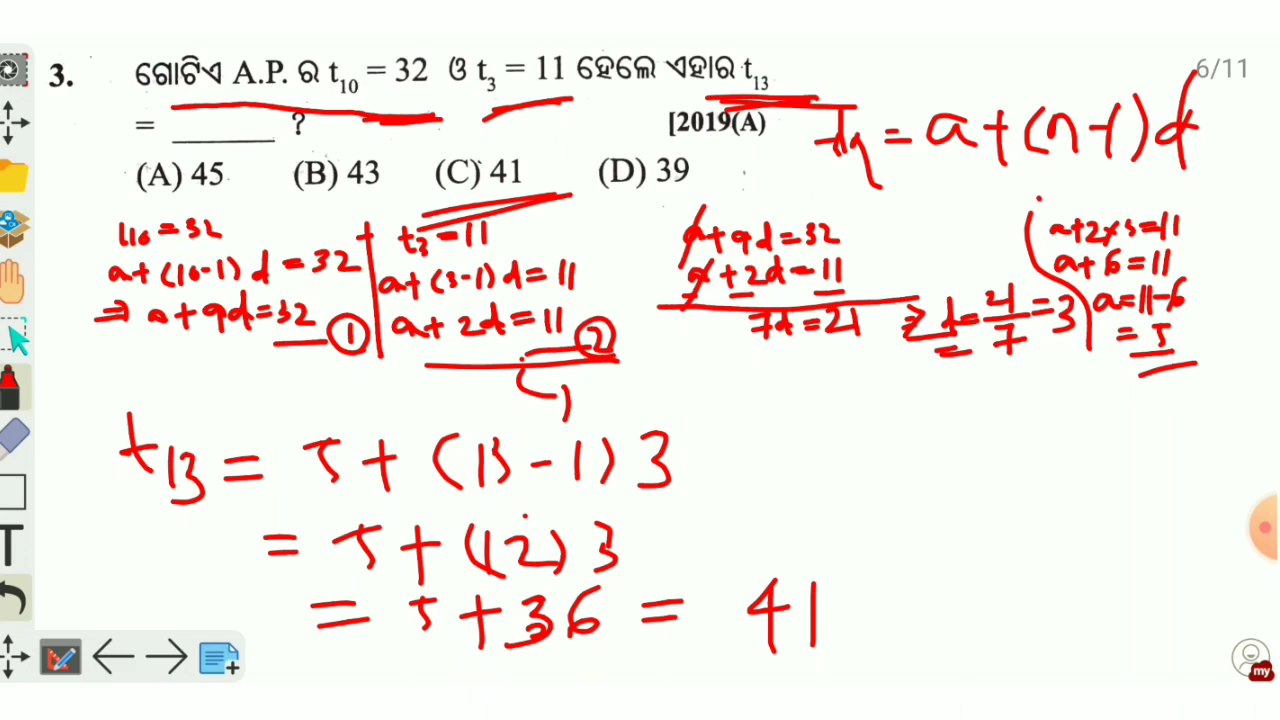 6/11
3. ଗୋଟିଏ A.P. ର t₁₀ = 32 ଓ t₃ = 11 ହେଲେ ଏହାର t₁₃
= ________ ?
[2019(A)
(A) 45 (B) 43 (C) 41 (D) 39
tn = a+(n-1)d
t10=32
a+(10-1)d=32
⇒ a+9d=32 ①
t3=11
a+(3-1)d=11
a+2d=11 ②
a+9d=32
a+2d=11
7d=21
⇒ d=21/7=3
a+2×3=11
a+6=11
a=11-6
=5
t13 = 5+(13-1)3
= 5+(12)3
= 5+36 = 41
T
my